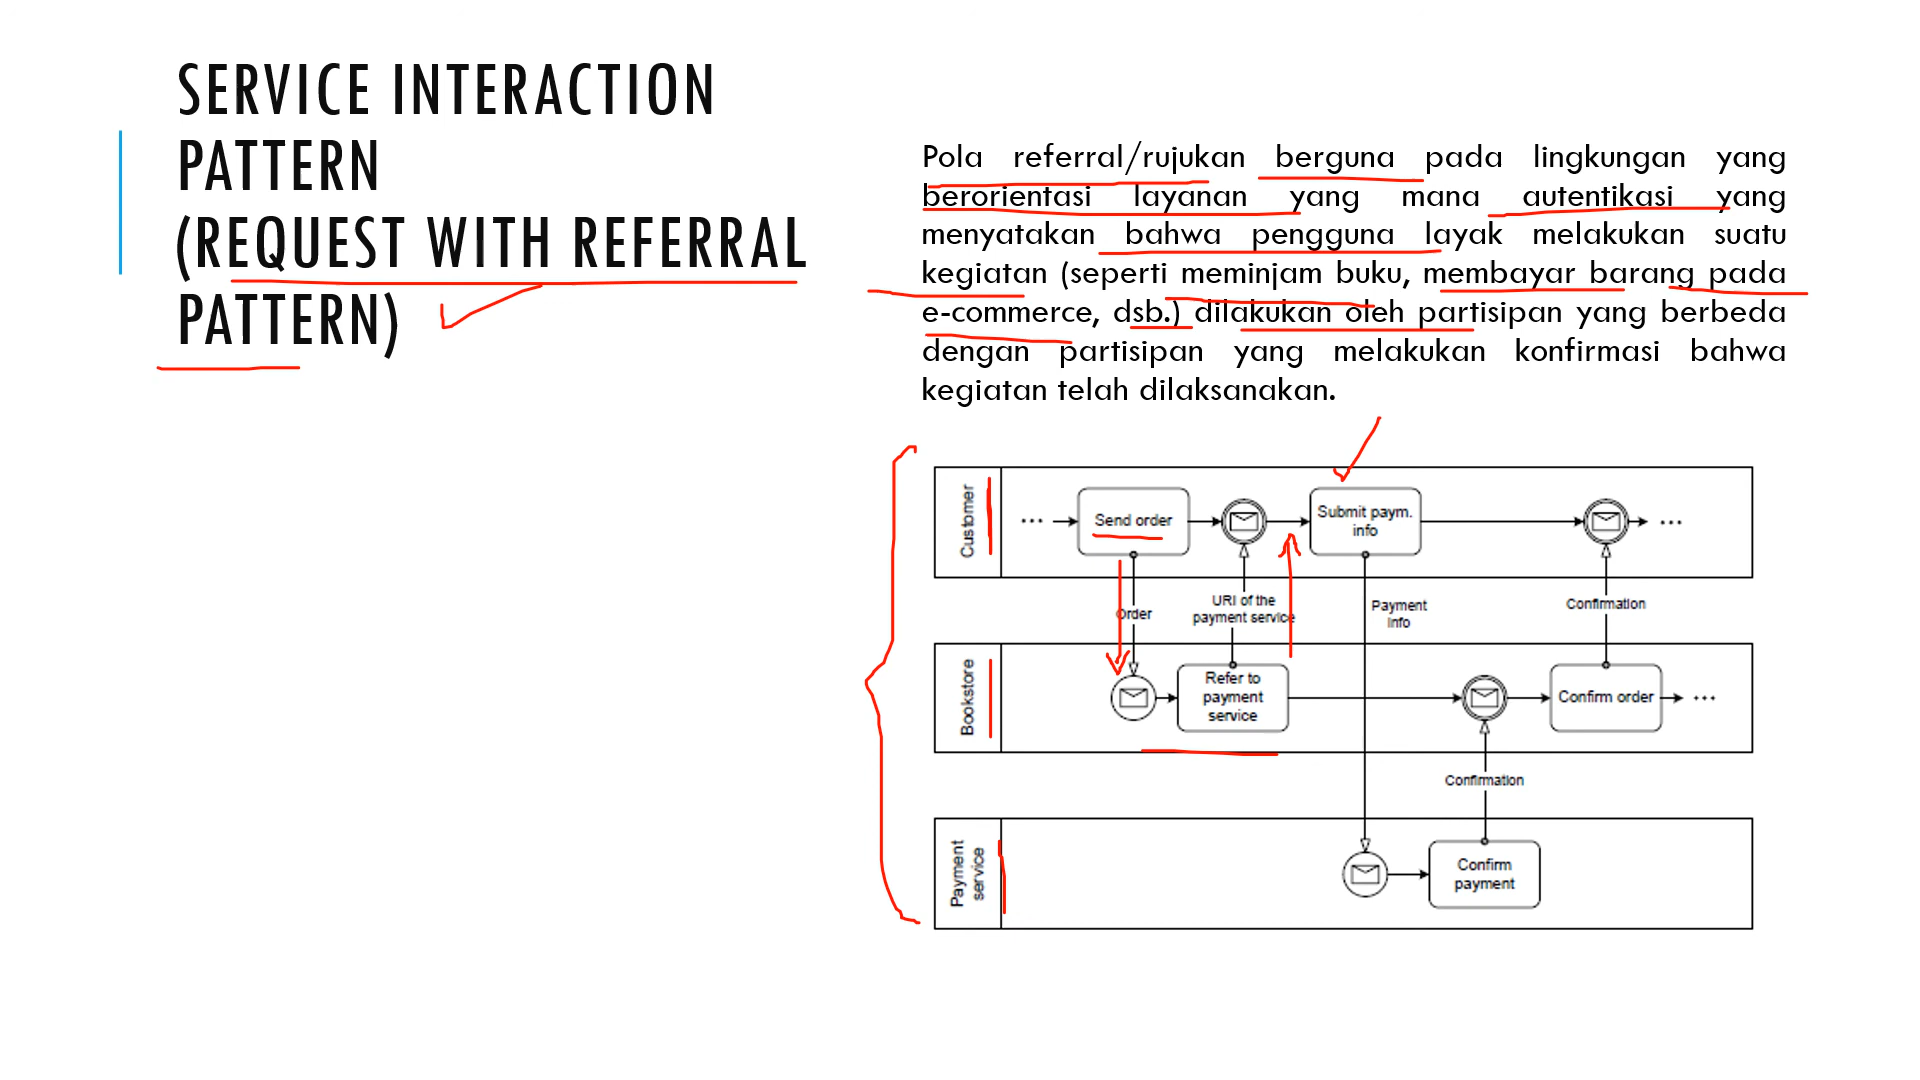 SERVICE INTERACTION
PATTERN
(REQUEST WITH REFERRAL
PATTERN)
Pola referral/rujukan berguna pada lingkungan yang
berorientasi layanan yang mana autentikasi yang
menyatakan bahwa pengguna layak melakukan suatu
kegiatan (seperti meminjam buku, membayar barang pada
e-commerce, dsb.) dilakukan oleh partisipan yang berbeda
dengan partisipan yang melakukan konfirmasi bahwa
kegiatan telah dilaksanakan.
Customer
...
Send order
Submit paym.
info
...
Order
URI of the
payment service
Payment
info
Confirmation
Bookstore
Refer to
payment
service
Confirm order
...
Confirmation
Payment
service
Confirm
payment